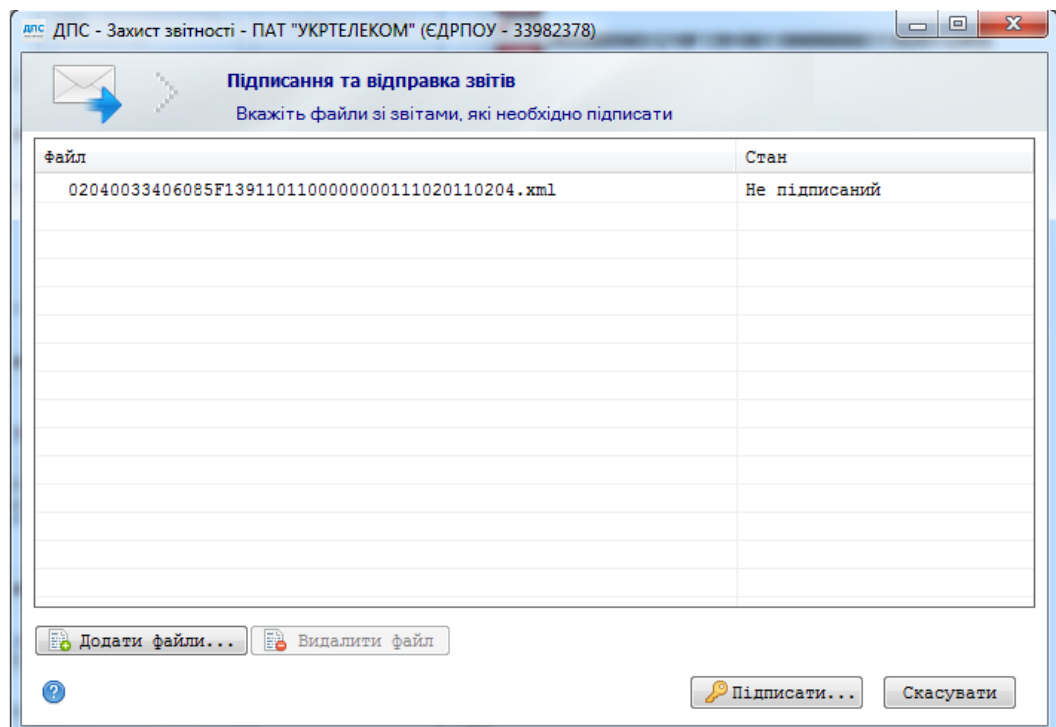 ДПС ДПС - Захист звітності - ПАТ "УКРТЕЛЕКОМ" (ЄДРПОУ - 33982378)
Підписання та відправка звітів
Вкажіть файли зі звітами, які необхідно підписати
Файл Стан
02040033406085F1391101100000000111020110204.xml Не підписаний
Додати файли... Видалити файл
Підписати... Скасувати